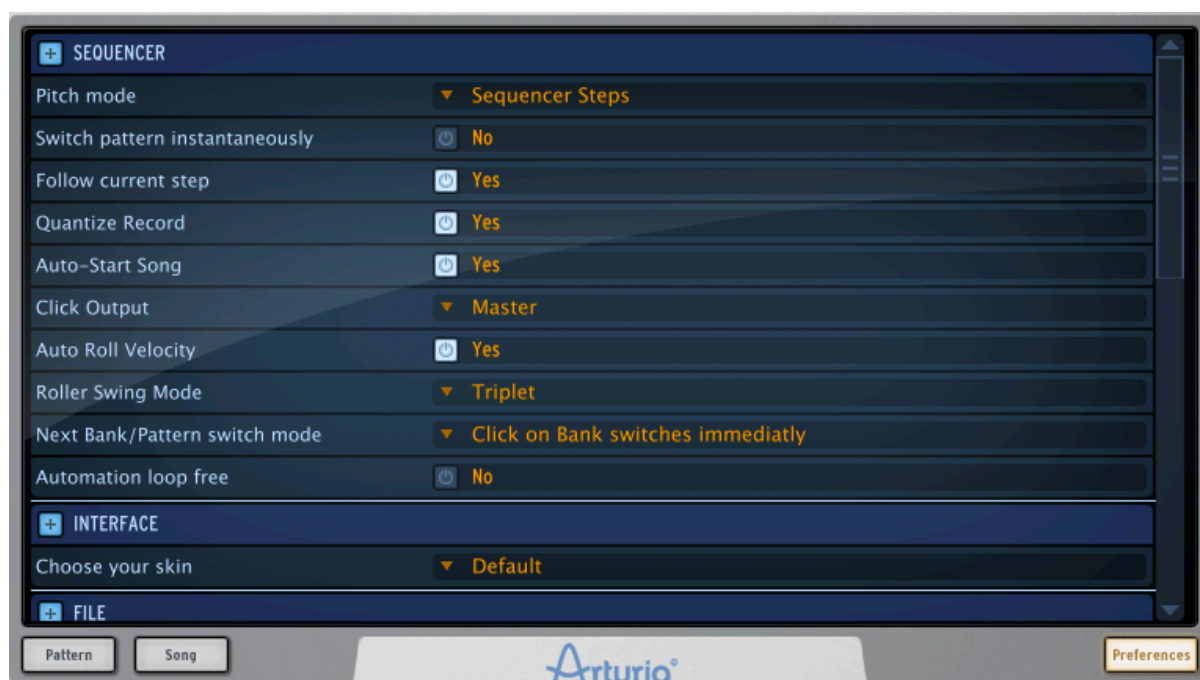 SEQUENCER
Pitch mode Sequencer Steps
Switch pattern instantaneously No
Follow current step Yes
Quantize Record Yes
Auto-Start Song Yes
Click Output Master
Auto Roll Velocity Yes
Roller Swing Mode Triplet
Next Bank/Pattern switch mode Click on Bank switches immediatly
Automation loop free No
INTERFACE
Choose your skin Default
FILE
Pattern Song Arturia Preferences